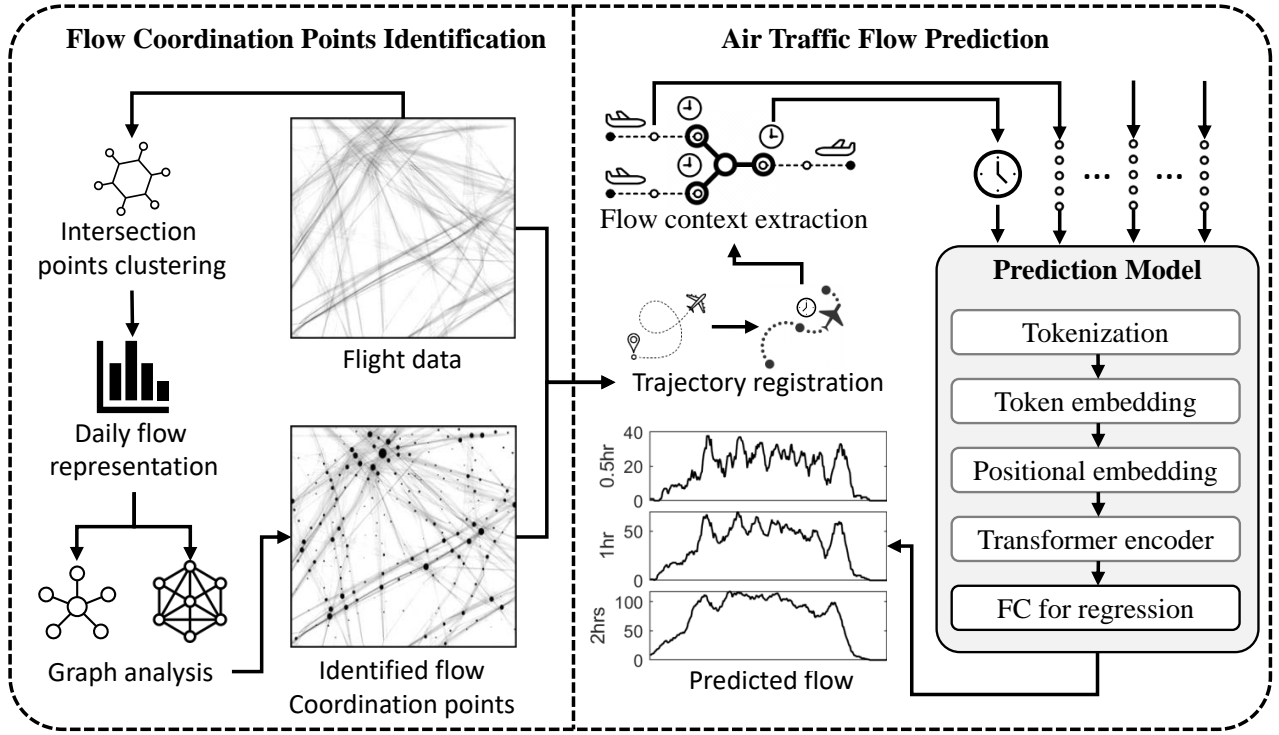 Flow Coordination Points Identification
Intersection
points clustering
Flight data
Daily flow
representation
Graph analysis
Identified flow
Coordination points
Air Traffic Flow Prediction
Flow context extraction
... ...
Trajectory registration
Prediction Model
Tokenization
Token embedding
Positional embedding
Transformer encoder
FC for regression
0.5hr
40
20
0
1hr
50
0
2hrs
100
50
0
Predicted flow